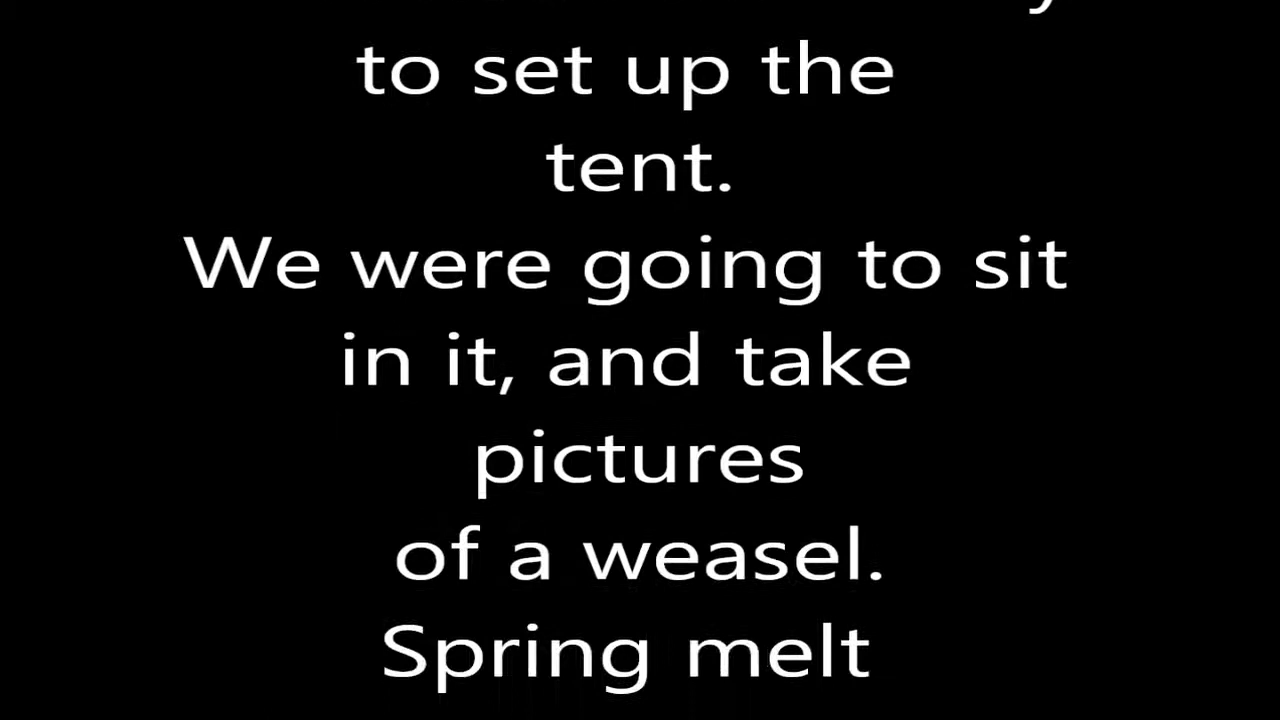 to set up the
tent.
We were going to sit
in it, and take
pictures
of a weasel.
Spring melt